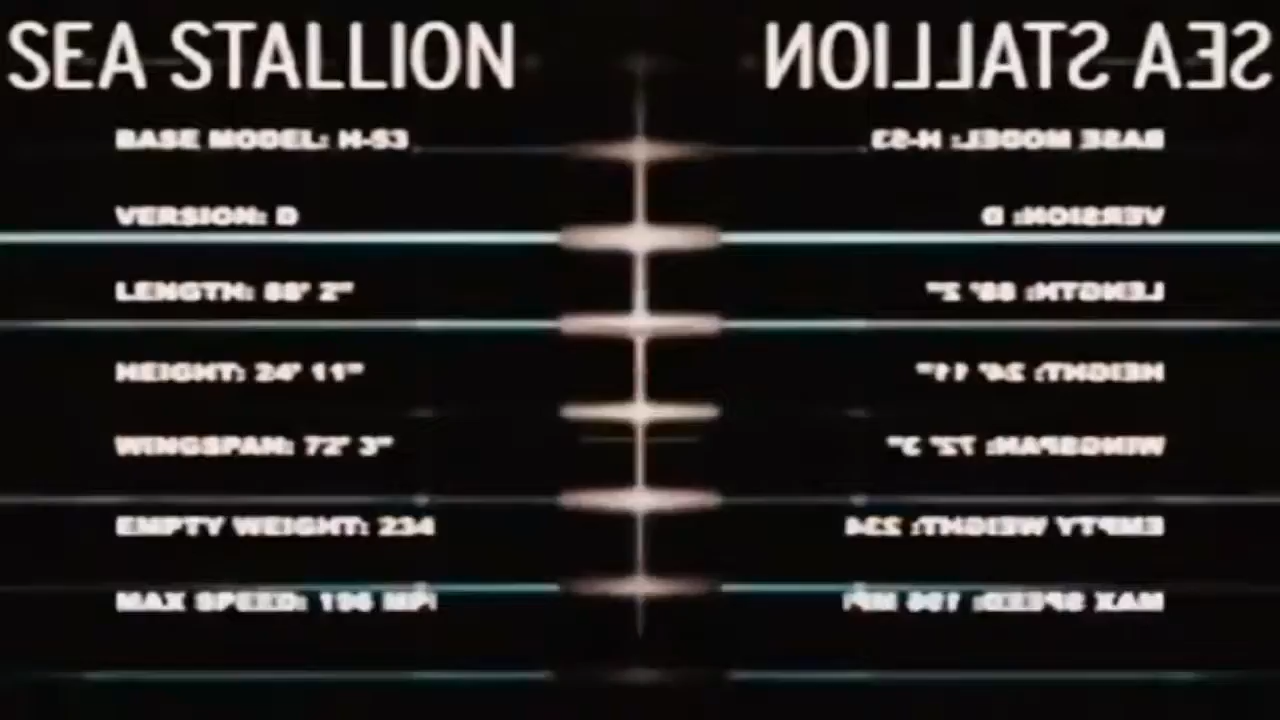 SEA STALLION
BASE MODEL: H-53
VERSION: D
LENGTH: 88' 2"
HEIGHT: 24' 11"
WINGSPAN: 72' 3"
EMPTY WEIGHT: 234
MAX SPEED: 196